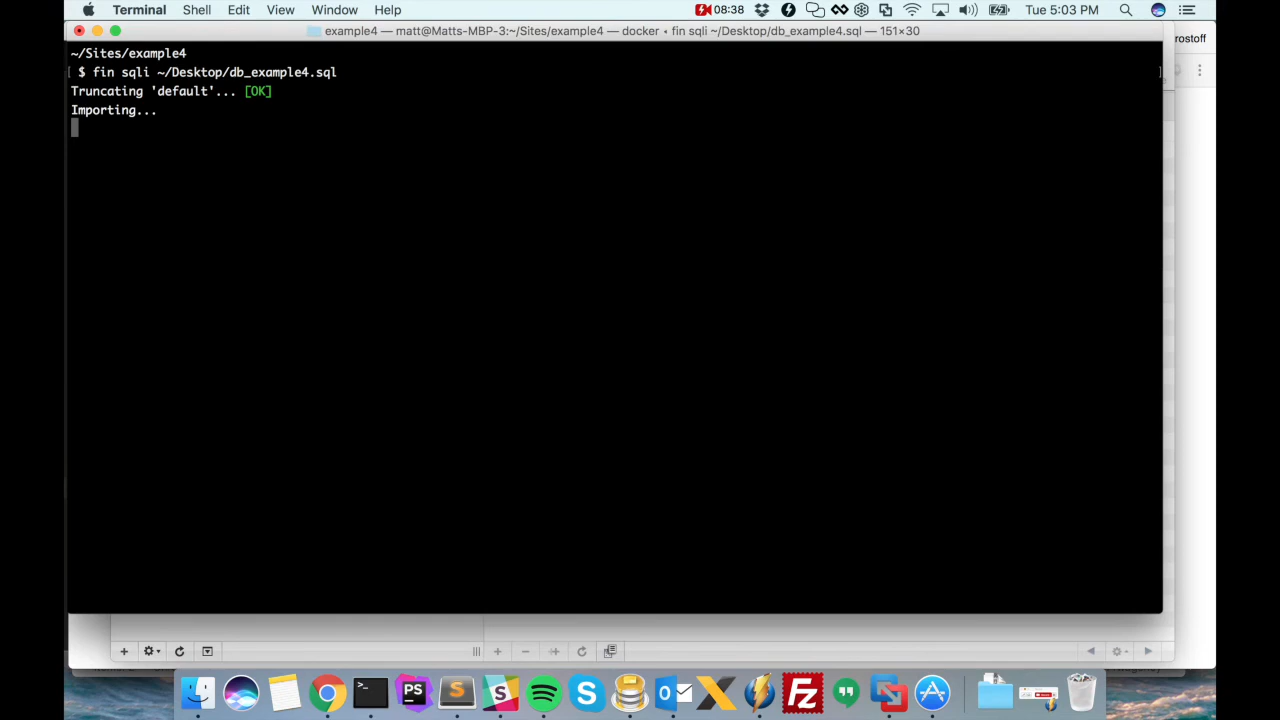 Terminal Shell Edit View Window Help 08:38 Tue 5:03 PM
example4 — matt@Matts-MBP-3:~/Sites/example4 — docker • fin sqli ~/Desktop/db_example4.sql — 151×30
rostoff
~/Sites/example4
[ $ fin sqli ~/Desktop/db_example4.sql ]
Truncating 'default'... [OK]
Importing...
>_ PS S S S O X Fz